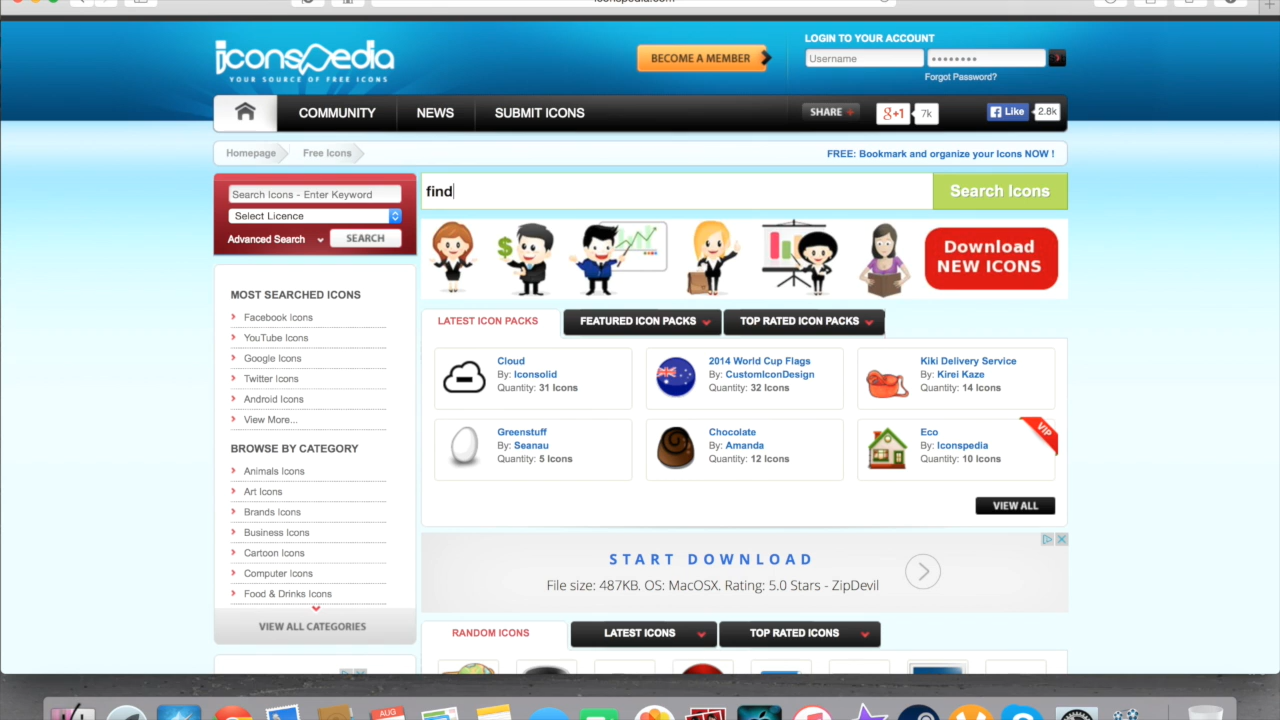 iconspedia
YOUR SOURCE OF FREE ICONS
BECOME A MEMBER
LOGIN TO YOUR ACCOUNT
Username
Forgot Password?
COMMUNITY
NEWS
SUBMIT ICONS
SHARE +
g+1
7k
Like
2.8k
Homepage
Free Icons
FREE: Bookmark and organize your Icons NOW !
Search Icons - Enter Keyword
Select Licence
Advanced Search
SEARCH
find
Search Icons
$
Download
NEW ICONS
MOST SEARCHED ICONS
Facebook Icons
YouTube Icons
Google Icons
Twitter Icons
Android Icons
View More...
BROWSE BY CATEGORY
Animals Icons
Art Icons
Brands Icons
Business Icons
Cartoon Icons
Computer Icons
Food & Drinks Icons
VIEW ALL CATEGORIES
LATEST ICON PACKS
FEATURED ICON PACKS
TOP RATED ICON PACKS
Cloud
By: Iconsolid
Quantity: 31 Icons
2014 World Cup Flags
By: CustomIconDesign
Quantity: 32 Icons
Kiki Delivery Service
By: Kirei Kaze
Quantity: 14 Icons
Greenstuff
By: Seanau
Quantity: 5 Icons
Chocolate
By: Amanda
Quantity: 12 Icons
Eco
By: Iconspedia
Quantity: 10 Icons
VIP
VIEW ALL
START DOWNLOAD
File size: 487KB. OS: MacOSX. Rating: 5.0 Stars - ZipDevil
RANDOM ICONS
LATEST ICONS
TOP RATED ICONS
AUG